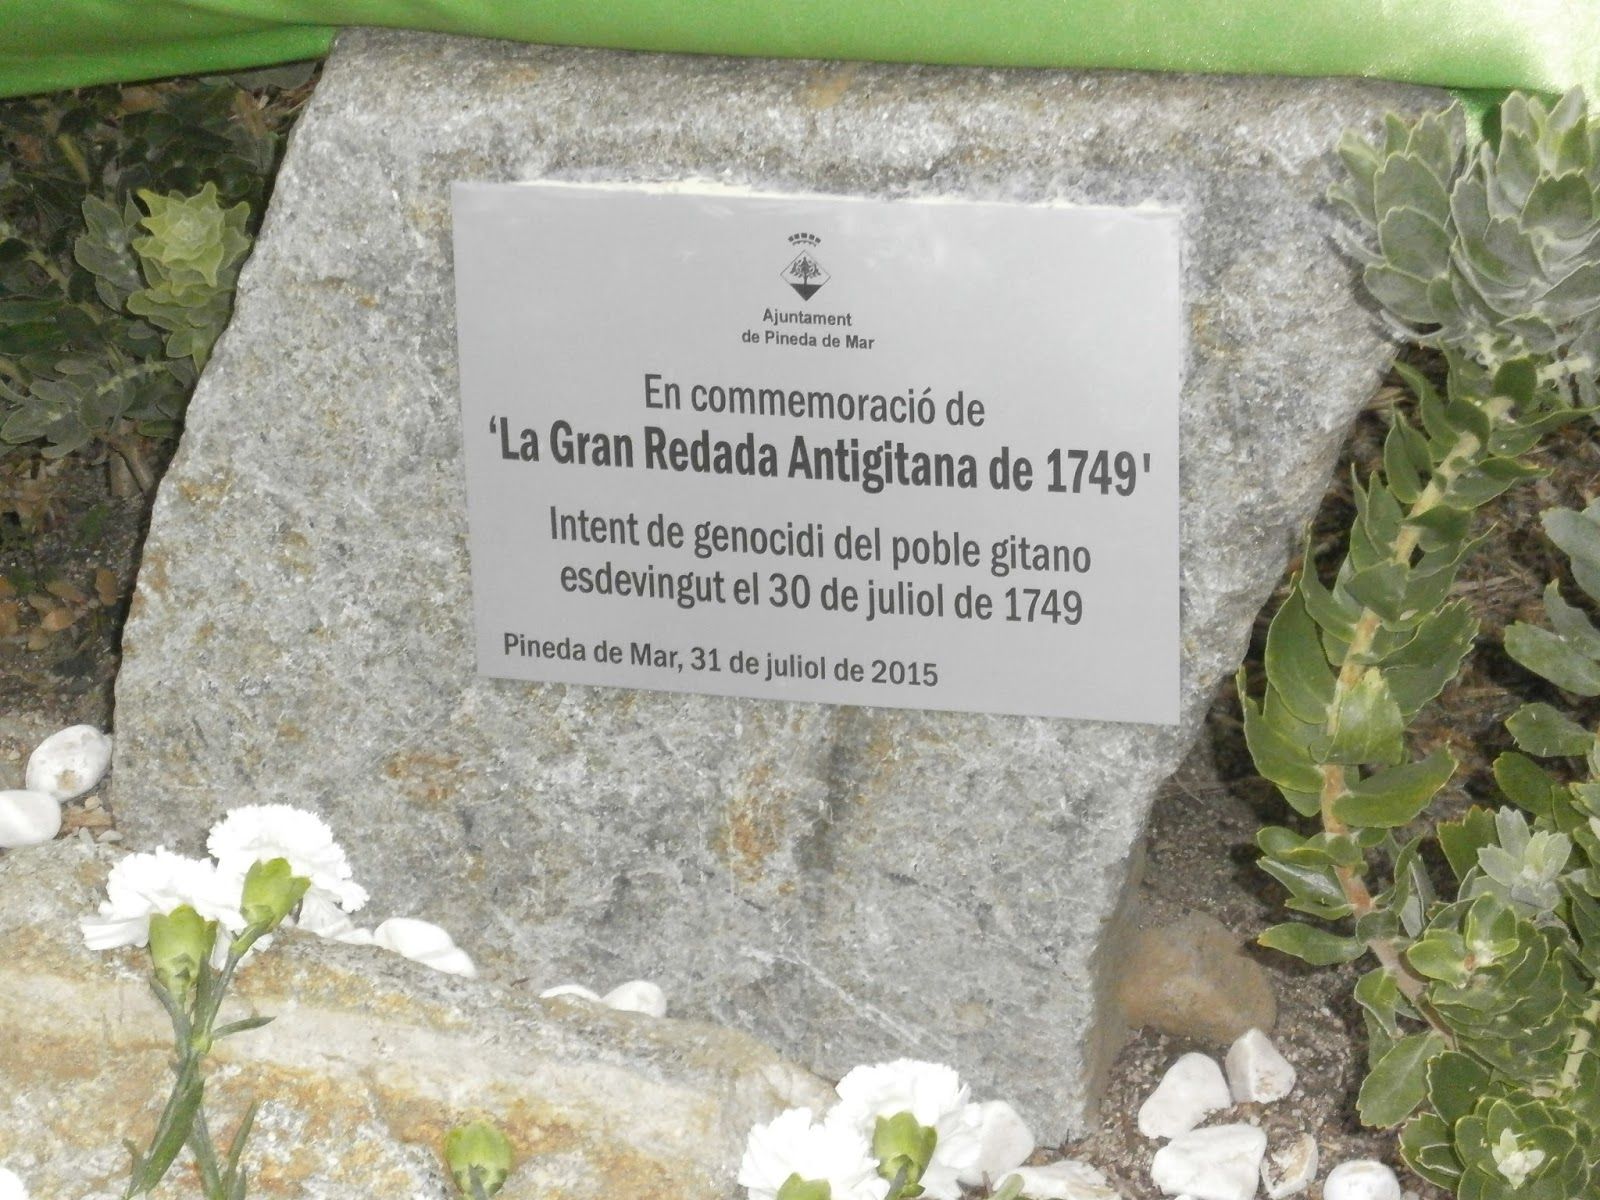 Ajuntament
de Pineda de Mar
En commemoració de
‘La Gran Redada Antigitana de 1749'
Intent de genocidi del poble gitano
esdevingut el 30 de juliol de 1749
Pineda de Mar, 31 de juliol de 2015